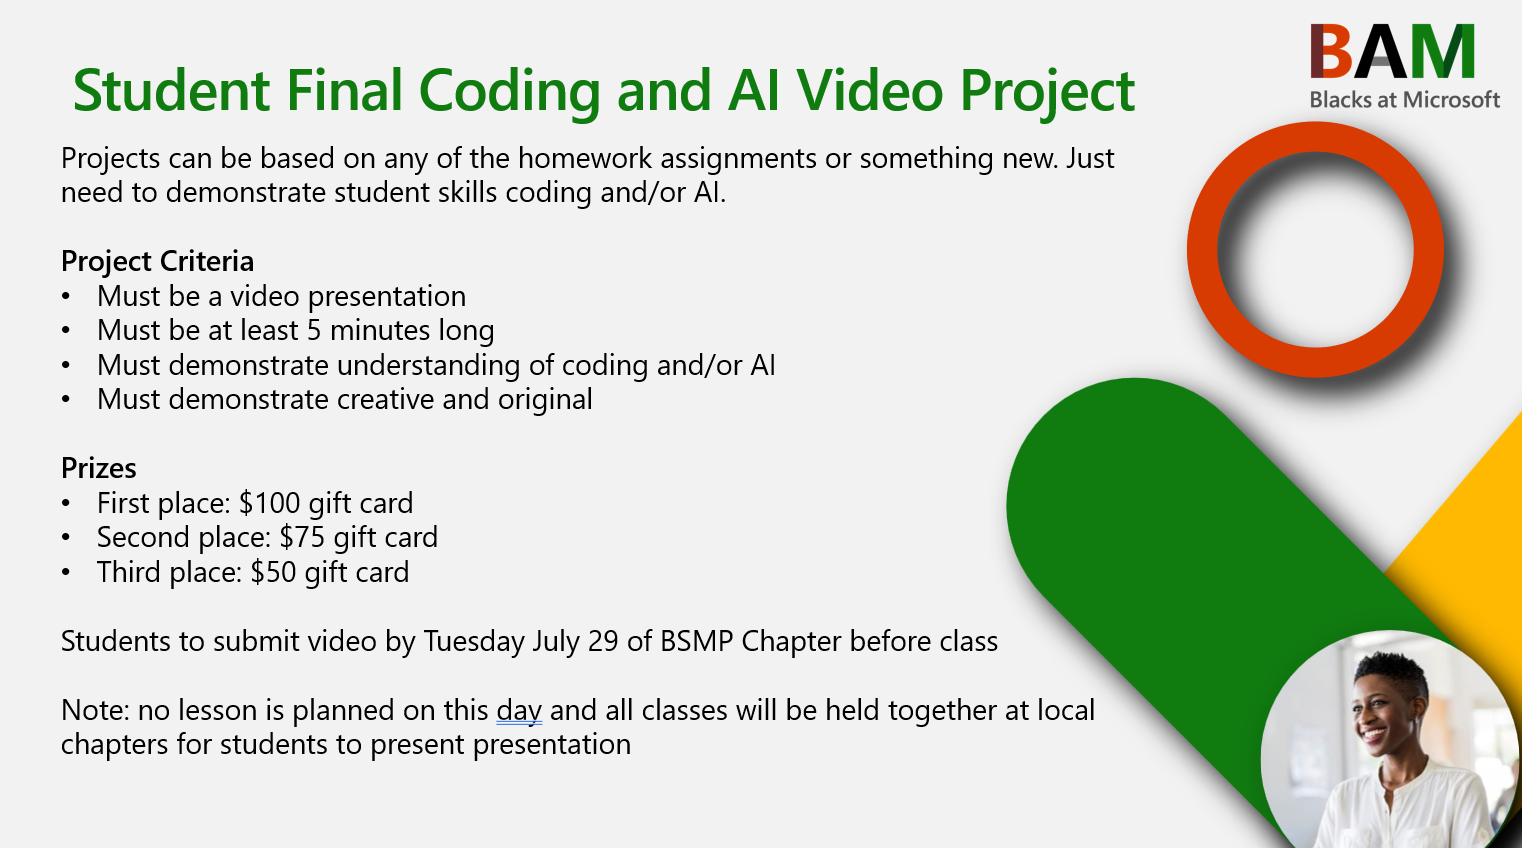 BAM
Blacks at Microsoft
Student Final Coding and AI Video Project
Projects can be based on any of the homework assignments or something new. Just
need to demonstrate student skills coding and/or AI.
Project Criteria
• Must be a video presentation
• Must be at least 5 minutes long
• Must demonstrate understanding of coding and/or AI
• Must demonstrate creative and original
Prizes
• First place: $100 gift card
• Second place: $75 gift card
• Third place: $50 gift card
Students to submit video by Tuesday July 29 of BSMP Chapter before class
Note: no lesson is planned on this day and all classes will be held together at local
chapters for students to present presentation